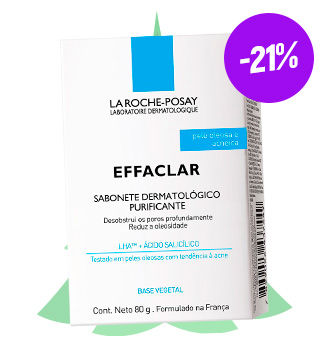 -21%
LA ROCHE-POSAY
LABORATOIRE DERMATOLOGIQUE
pele oleosa e
acneica
EFFACLAR
SABONETE DERMATOLÓGICO
PURIFICANTE
Desobstrui os poros profundamente
Reduz a oleosidade
LHA™ + ÁCIDO SALICÍLICO
Testado em peles oleosas com tendência à acne
BASE VEGETAL
Cont. Neto 80 g . Formulado na França